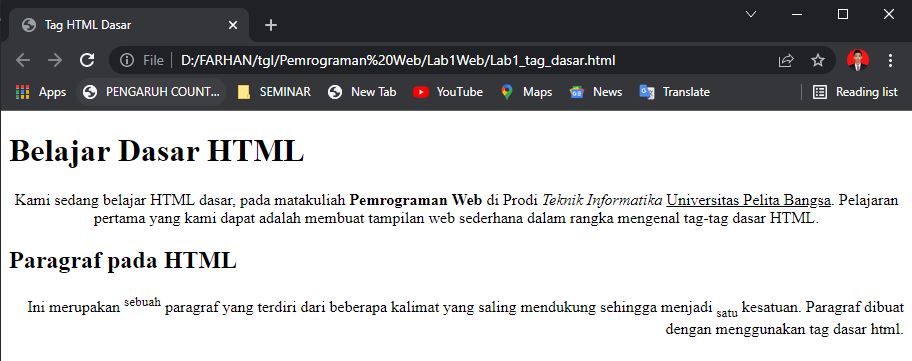 Tag HTML Dasar
File | D:/FARHAN/tgl/Pemrograman%20Web/Lab1Web/Lab1_tag_dasar.html
Apps PENGARUH COUNT... SEMINAR New Tab YouTube Maps News Translate Reading list
Belajar Dasar HTML
Kami sedang belajar HTML dasar, pada matakuliah Pemrograman Web di Prodi Teknik Informatika Universitas Pelita Bangsa. Pelajaran
pertama yang kami dapat adalah membuat tampilan web sederhana dalam rangka mengenal tag-tag dasar HTML.
Paragraf pada HTML
Ini merupakan sebuah paragraf yang terdiri dari beberapa kalimat yang saling mendukung sehingga menjadi satu kesatuan. Paragraf dibuat
dengan menggunakan tag dasar html.